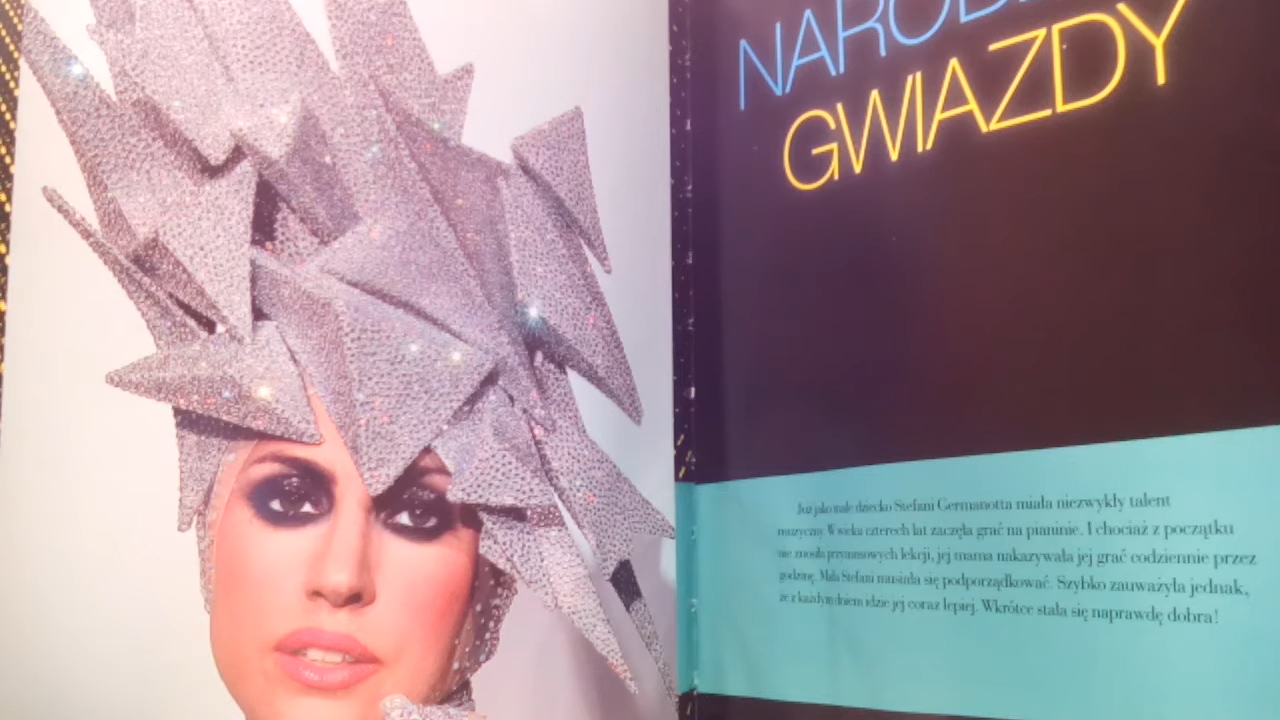 GWIAZDY
Już jako małe dziecko Stefani Germanotta miała niezwykły talent
muzyczny. W wieku czterech lat zaczęła grać na pianinie. I chociaż z początku
nie znosiła przymusowych lekcji, jej mama nakazywała jej grać codziennie przez
godzinę. Mała Stefani musiała się podporządkować. Szybko zauważyła jednak,
że z każdym dniem idzie jej coraz lepiej. Wkrótce stała się naprawdę dobra!